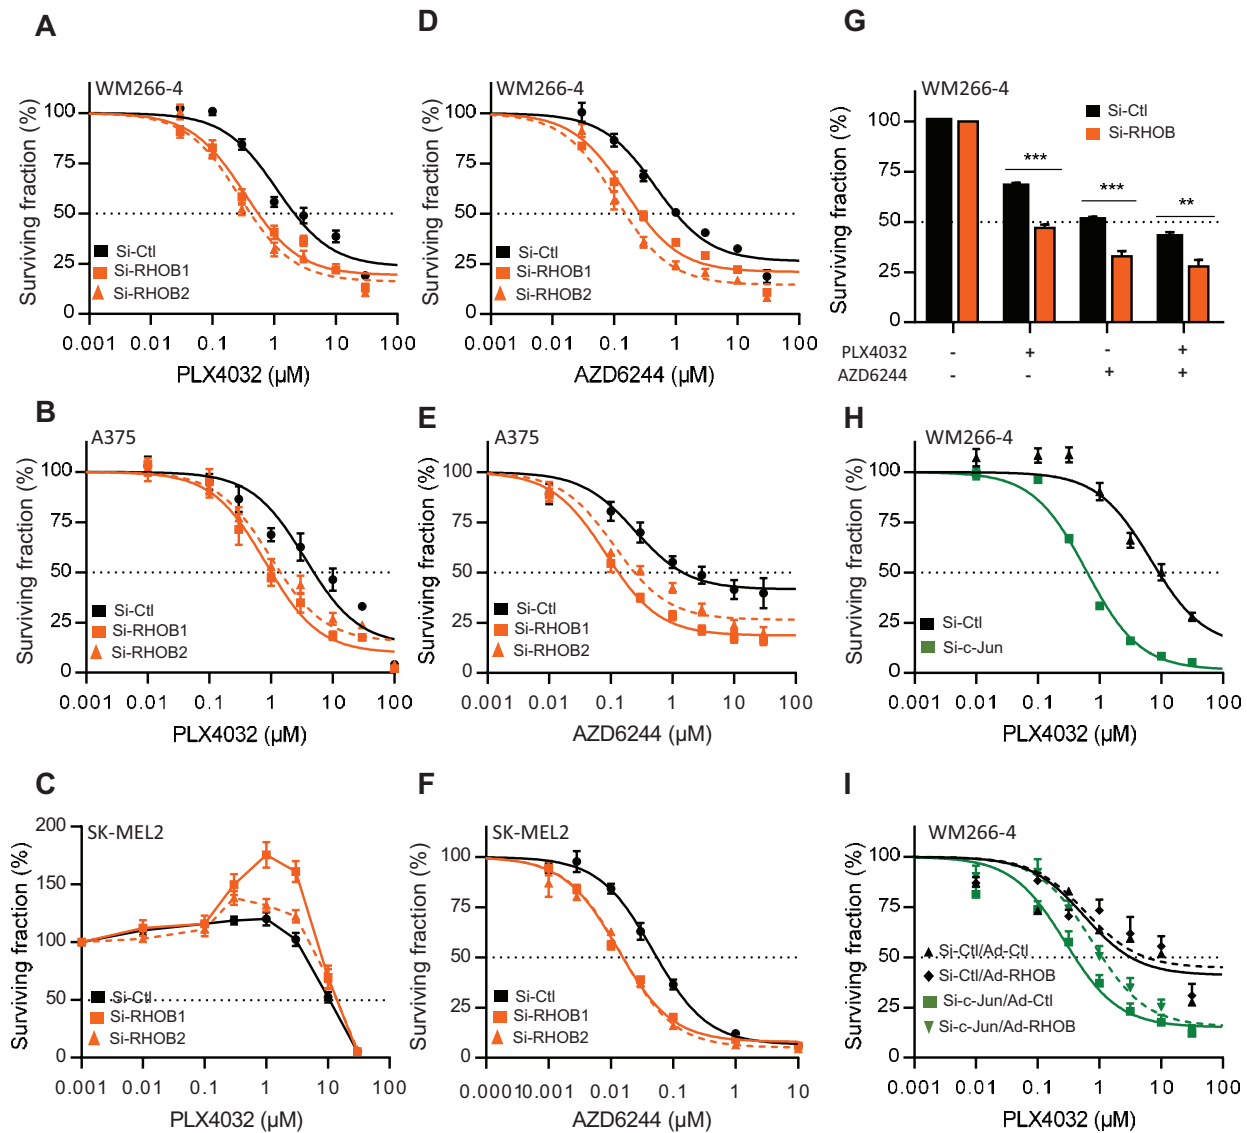 A
WM266-4
Surviving fraction (%)
100
75
50
25
0
Si-Ctl
Si-RHOB1
Si-RHOB2
0.001 0.01 0.1 1 10 100
PLX4032 (µM)
D
WM266-4
Surviving fraction (%)
100
75
50
25
0
Si-Ctl
Si-RHOB1
Si-RHOB2
0.001 0.01 0.1 1 10 100
AZD6244 (µM)
G
WM266-4
Surviving fraction (%)
100
75
50
25
0
Si-Ctl
Si-RHOB
***
***
**
PLX4032 - + - +
AZD6244 - - + +
B
A375
Surviving fraction (%)
100
75
50
25
0
Si-Ctl
Si-RHOB1
Si-RHOB2
0.001 0.01 0.1 1 10 100
PLX4032 (µM)
E
A375
Surviving fraction (%)
100
75
50
25
0
Si-Ctl
Si-RHOB1
Si-RHOB2
0.001 0.01 0.1 1 10 100
AZD6244 (µM)
H
WM266-4
Surviving fraction (%)
100
75
50
25
0
Si-Ctl
Si-c-Jun
0.001 0.01 0.1 1 10 100
PLX4032 (µM)
C
SK-MEL2
Surviving fraction (%)
200
150
100
50
0
Si-Ctl
Si-RHOB1
Si-RHOB2
0.001 0.01 0.1 1 10 100
PLX4032 (µM)
F
SK-MEL2
Surviving fraction (%)
100
75
50
25
0
Si-Ctl
Si-RHOB1
Si-RHOB2
0.0001 0.001 0.01 0.1 1 10
AZD6244 (µM)
I
WM266-4
Surviving fraction (%)
100
75
50
25
0
Si-Ctl/Ad-Ctl
Si-Ctl/Ad-RHOB
Si-c-Jun/Ad-Ctl
Si-c-Jun/Ad-RHOB
0.001 0.01 0.1 1 10 100
PLX4032 (µM)